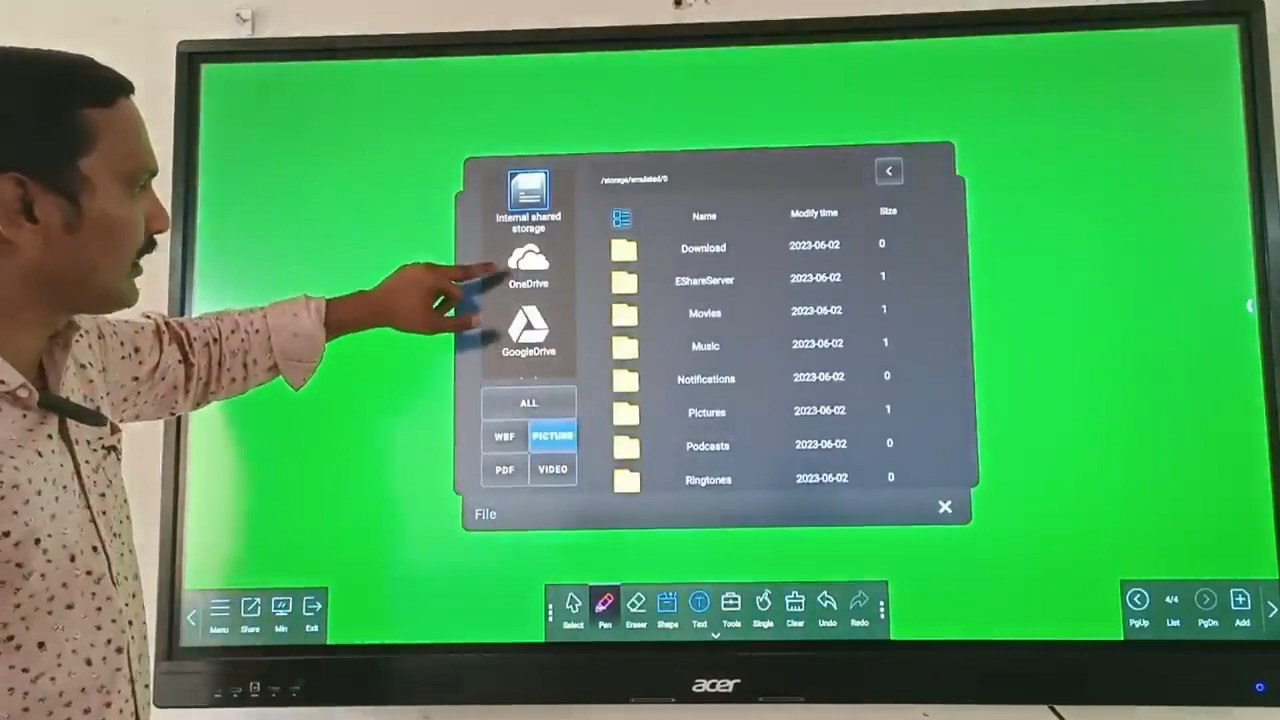 /storage/emulated/0
Internal shared
storage
OneDrive
GoogleDrive
ALL
WBF
PICTURE
PDF
VIDEO
Name Modify time Size
Download 2023-06-02 0
EShareServer 2023-06-02 1
Movies 2023-06-02 1
Music 2023-06-02 1
Notifications 2023-06-02 0
Pictures 2023-06-02 1
Podcasts 2023-06-02 0
Ringtones 2023-06-02 0
File
Menu Share Min Exit
Select Pen Eraser Shape Text Tools Single Clear Undo Redo
4/4
PgUp List PgDn Add
acer